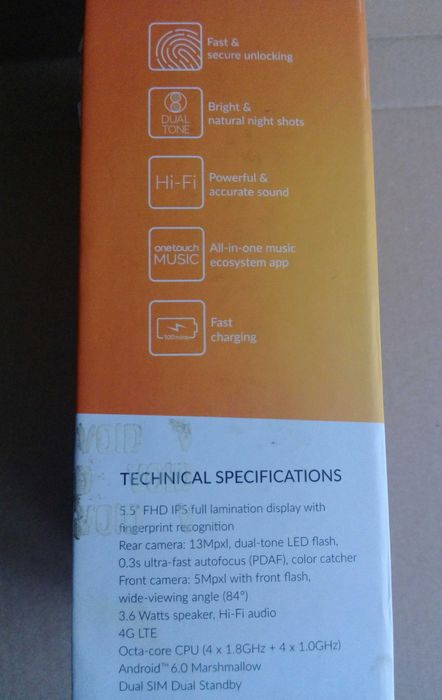 Fast &
secure unlocking
DUAL
TONE
Bright &
natural night shots
Hi-Fi
Powerful &
accurate sound
onetouch
MUSIC
All-in-one music
ecosystem app
100mins
Fast
charging
VOID V
VOID
VOID
TECHNICAL SPECIFICATIONS
5.5" FHD IPS full lamination display with
fingerprint recognition
Rear camera: 13Mpxl, dual-tone LED flash,
0.3s ultra-fast autofocus (PDAF), color catcher
Front camera: 5Mpxl with front flash,
wide-viewing angle (84°)
3.6 Watts speaker, Hi-Fi audio
4G LTE
Octa-core CPU (4 x 1.8GHz + 4 x 1.0GHz)
Android™ 6.0 Marshmallow
Dual SIM Dual Standby